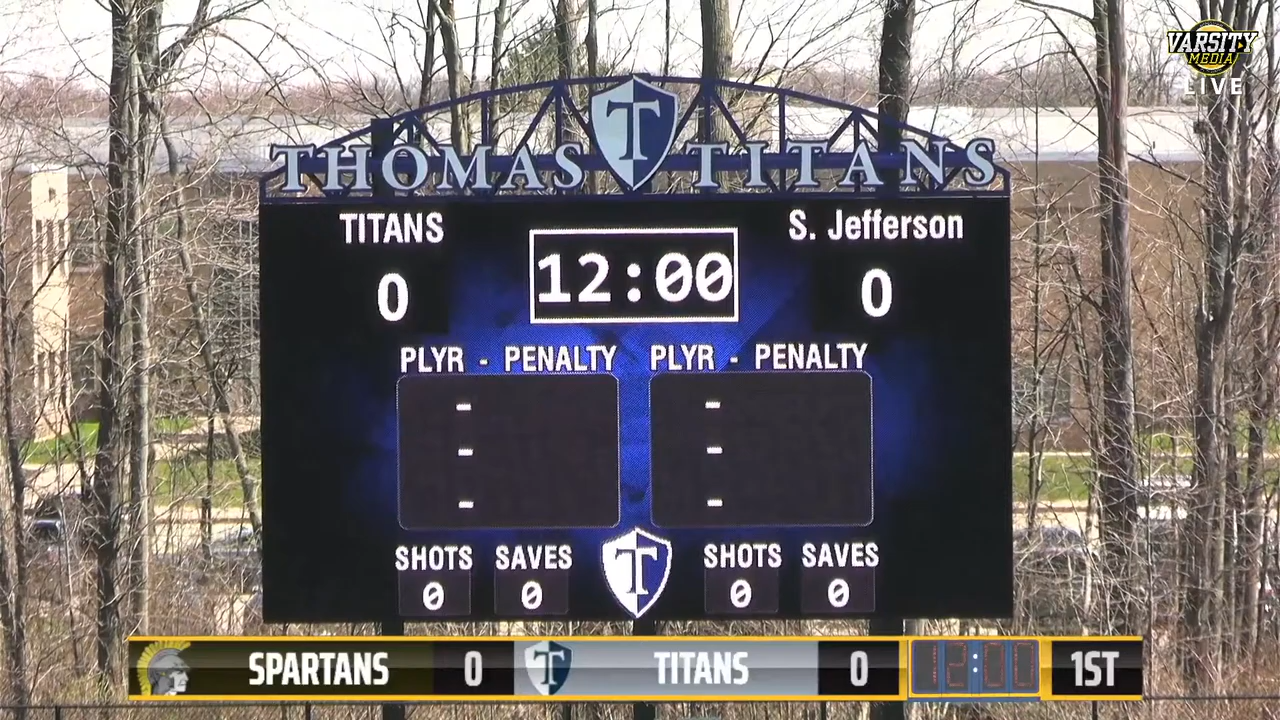 VARSITY
MEDIA
LIVE
T
THOMAS TITANS
TITANS
S. Jefferson
12:00
0
0
PLYR - PENALTY
PLYR - PENALTY
-
-
-
-
-
-
SHOTS
SAVES
SHOTS
SAVES
0
0
T
0
0
SPARTANS
0
T
TITANS
0
12:00
1ST